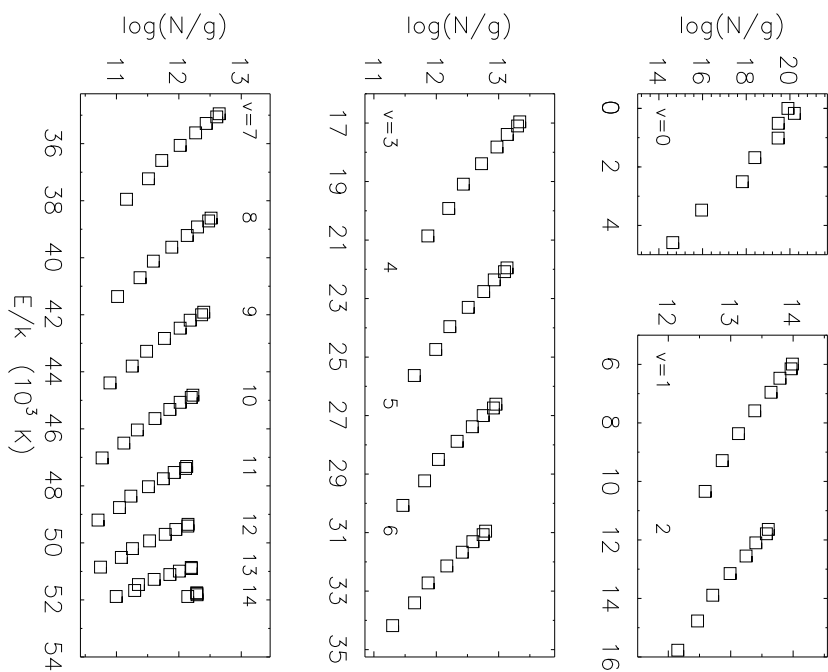 log(N/g)
14 16 18 20
0 2 4
v=0
12 13 14
6 8 10 12 14 16
v=1
2
log(N/g)
11 12 13
17 19 21 23 25 27 29 31 33 35
v=3
4
5
6
log(N/g)
11 12 13
36 38 40 42 44 46 48 50 52 54
v=7
8
9
10
11
12
13
14
E/k (10³ K)